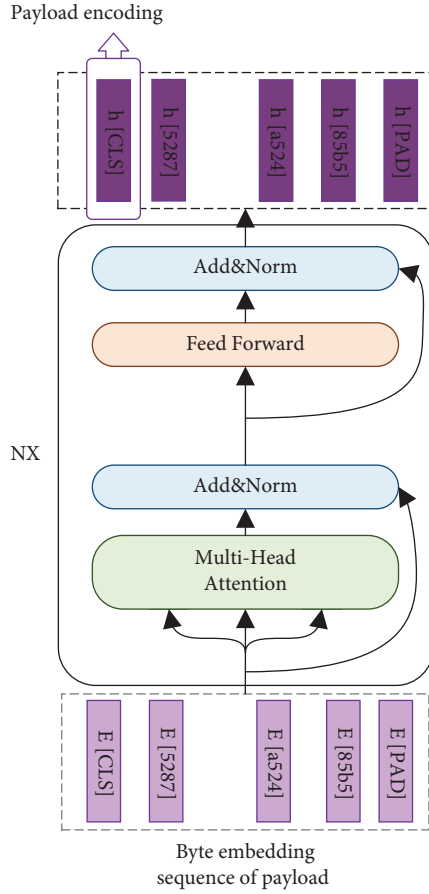 Payload encoding
h [CLS]
h [5287]
h [a524]
h [85b5]
h [PAD]
Add&Norm
Feed Forward
NX
Add&Norm
Multi-Head
Attention
E [CLS]
E [5287]
E [a524]
E [85b5]
E [PAD]
Byte embedding
sequence of payload